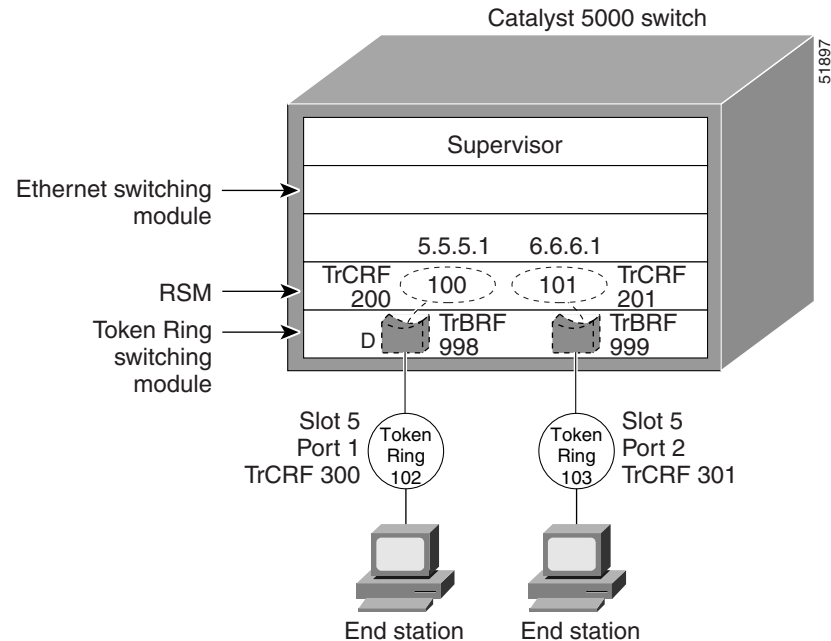 Catalyst 5000 switch
51897
Supervisor
Ethernet switching
module
5.5.5.1 6.6.6.1
RSM
TrCRF
200
100
101
TrCRF
201
Token Ring
switching
module
D
TrBRF
998
TrBRF
999
Slot 5
Port 1
TrCRF 300
Token
Ring
102
Token
Ring
103
Slot 5
Port 2
TrCRF 301
End station
End station